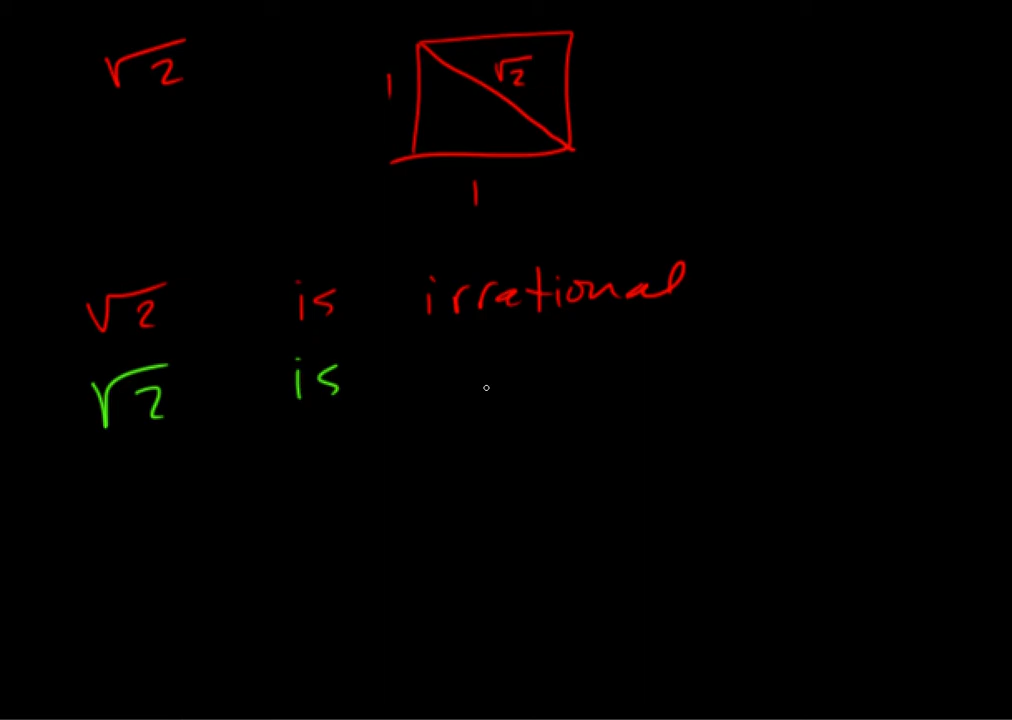 √2
1
√2
1
√2 is irrational
√2 is